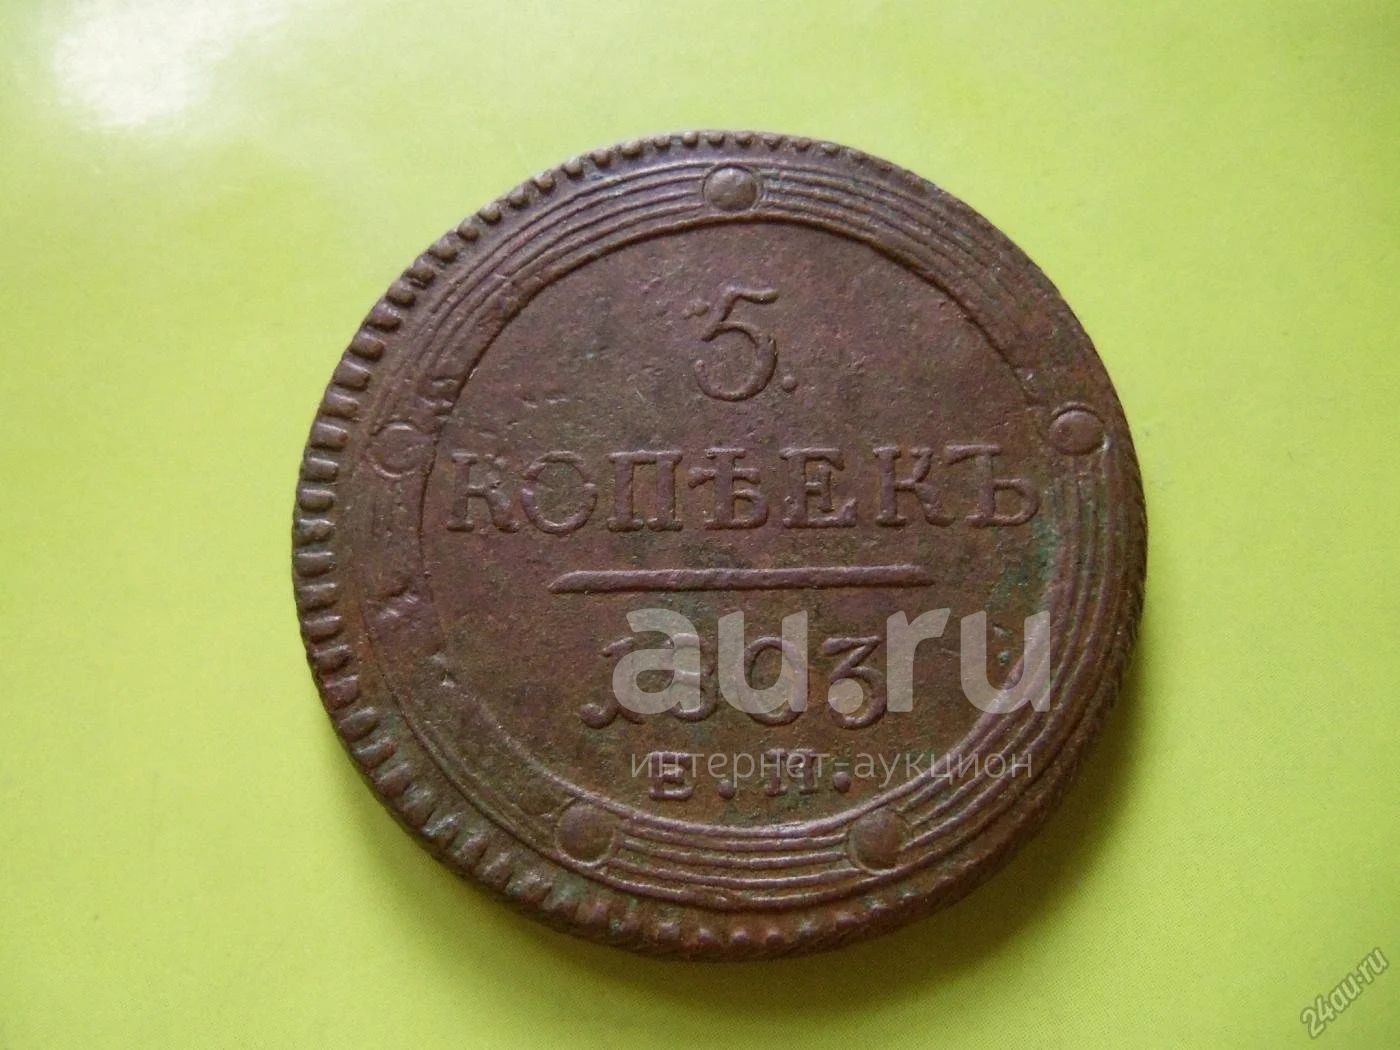 5.
КОПѢЕКЪ
1803
Е.М.
au.ru
интернет-аукцион
24au.ru